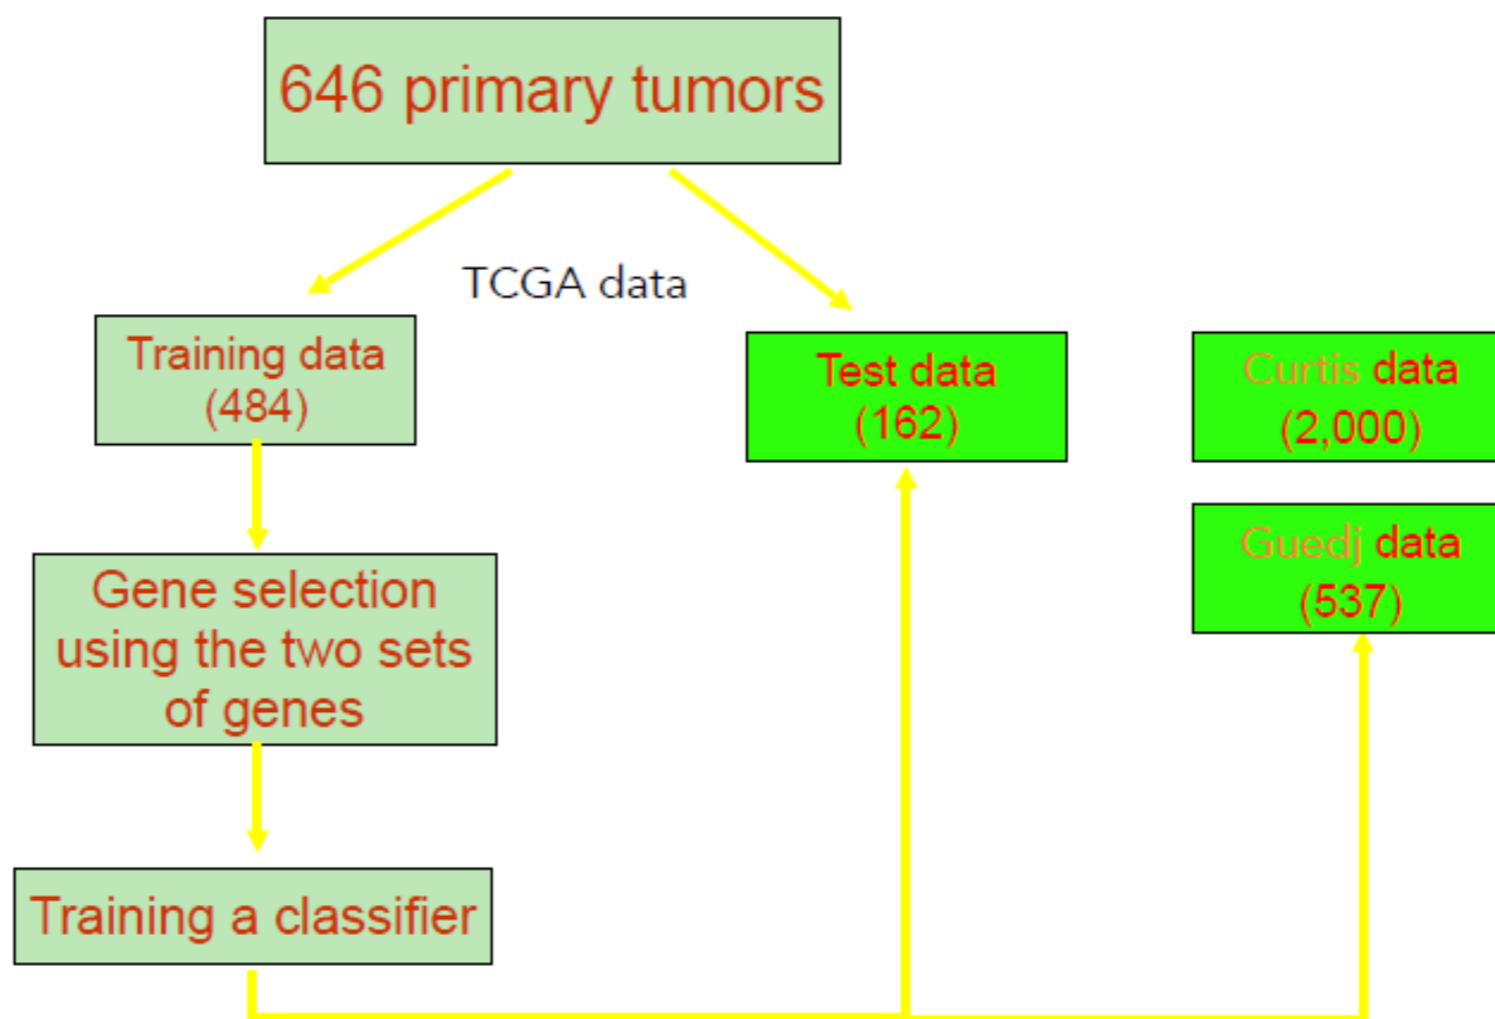 646 primary tumors
TCGA data
Training data
(484)
Test data
(162)
Curtis data
(2,000)
Guedj data
(537)
Gene selection
using the two sets
of genes
Training a classifier